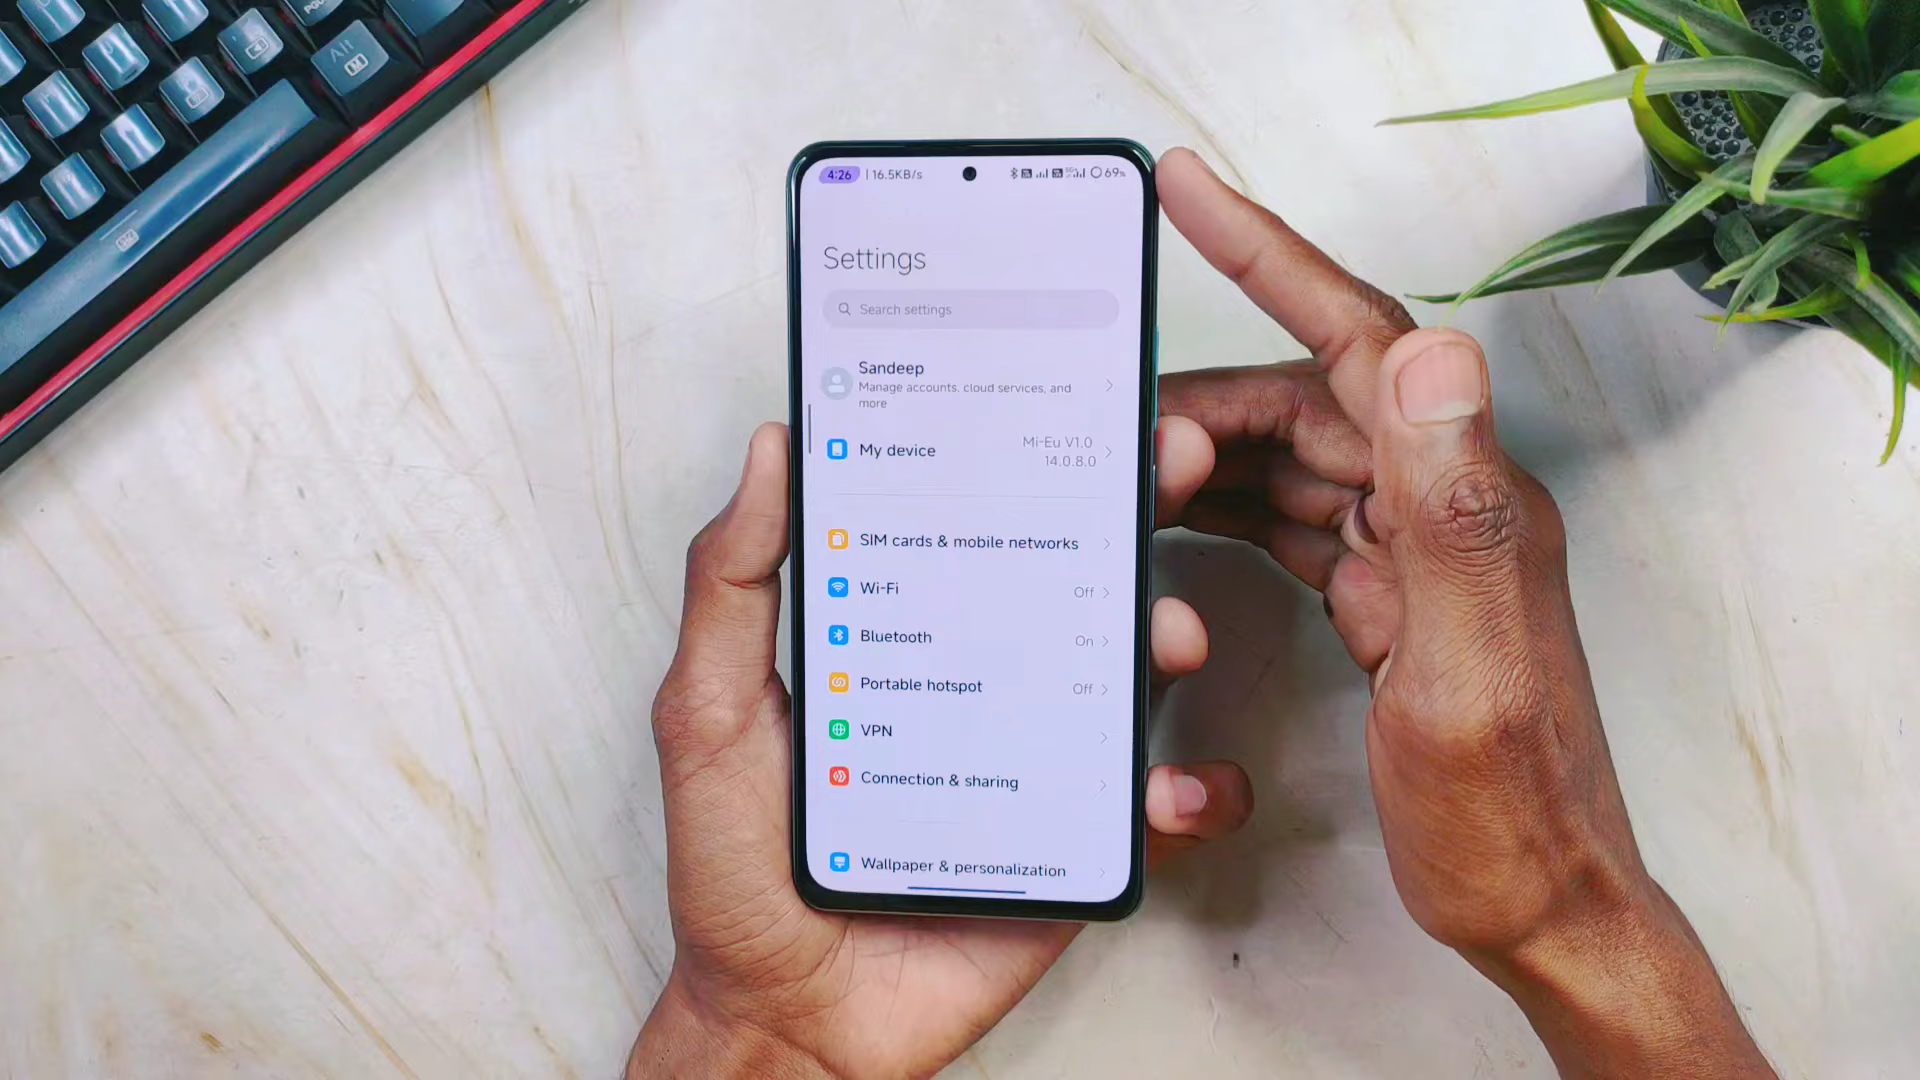 Alt
4:26 | 16.5KB/s 69%
Settings
Search settings
Sandeep
Manage accounts, cloud services, and
more
My device
Mi-Eu V1.0
14.0.8.0
SIM cards & mobile networks
Wi-Fi Off
Bluetooth On
Portable hotspot Off
VPN
Connection & sharing
Wallpaper & personalization